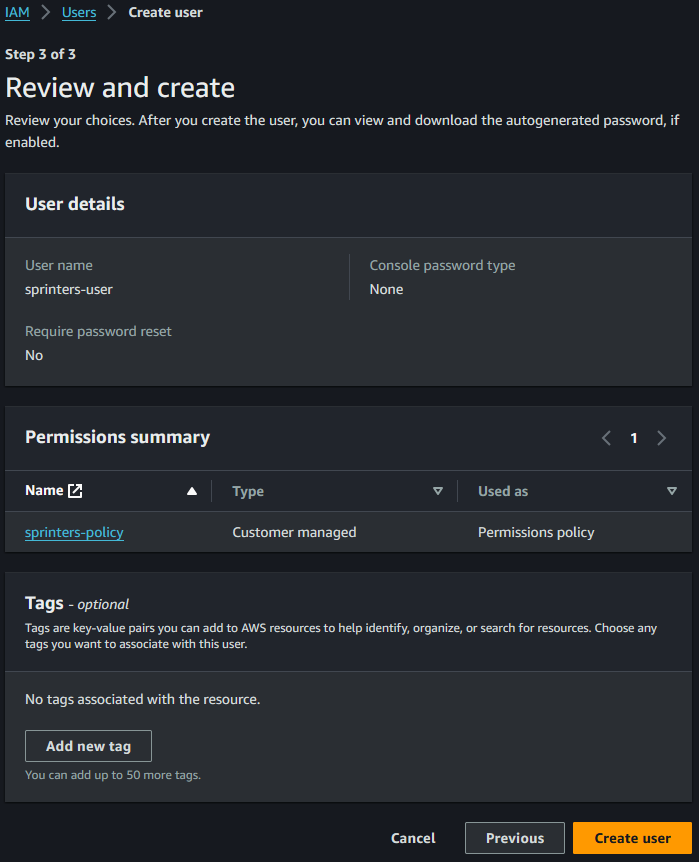 IAM > Users > Create user
Step 3 of 3
Review and create
Review your choices. After you create the user, you can view and download the autogenerated password, if
enabled.
User details
User name
sprinters-user
Console password type
None
Require password reset
No
Permissions summary
1
Name
Type
Used as
sprinters-policy
Customer managed
Permissions policy
Tags - optional
Tags are key-value pairs you can add to AWS resources to help identify, organize, or search for resources. Choose any
tags you want to associate with this user.
No tags associated with the resource.
Add new tag
You can add up to 50 more tags.
Cancel
Previous
Create user